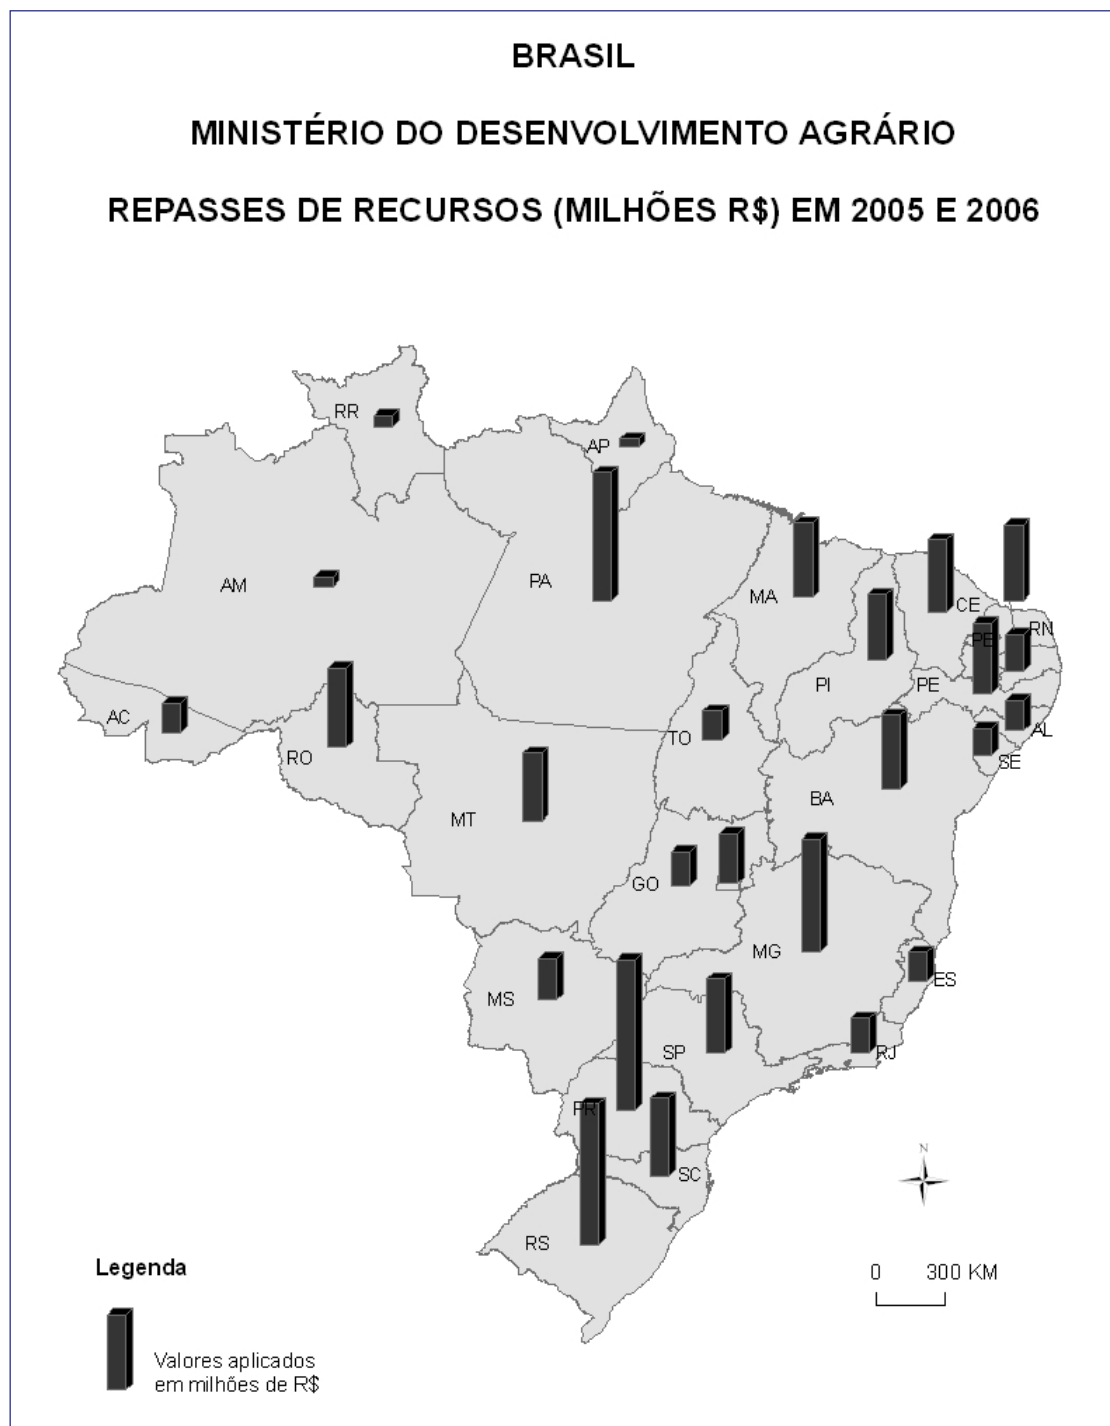 BRASIL
MINISTÉRIO DO DESENVOLVIMENTO AGRÁRIO
REPASSES DE RECURSOS (MILHÕES R$) EM 2005 E 2006
RR
AP
AM
PA
MA
CE
RN
PB
PI
PE
AC
RO
TO
AL
SE
MT
BA
GO
MG
ES
MS
SP
RJ
PR
SC
RS
N
0 300 KM
Legenda
Valores aplicados
em milhões de R$